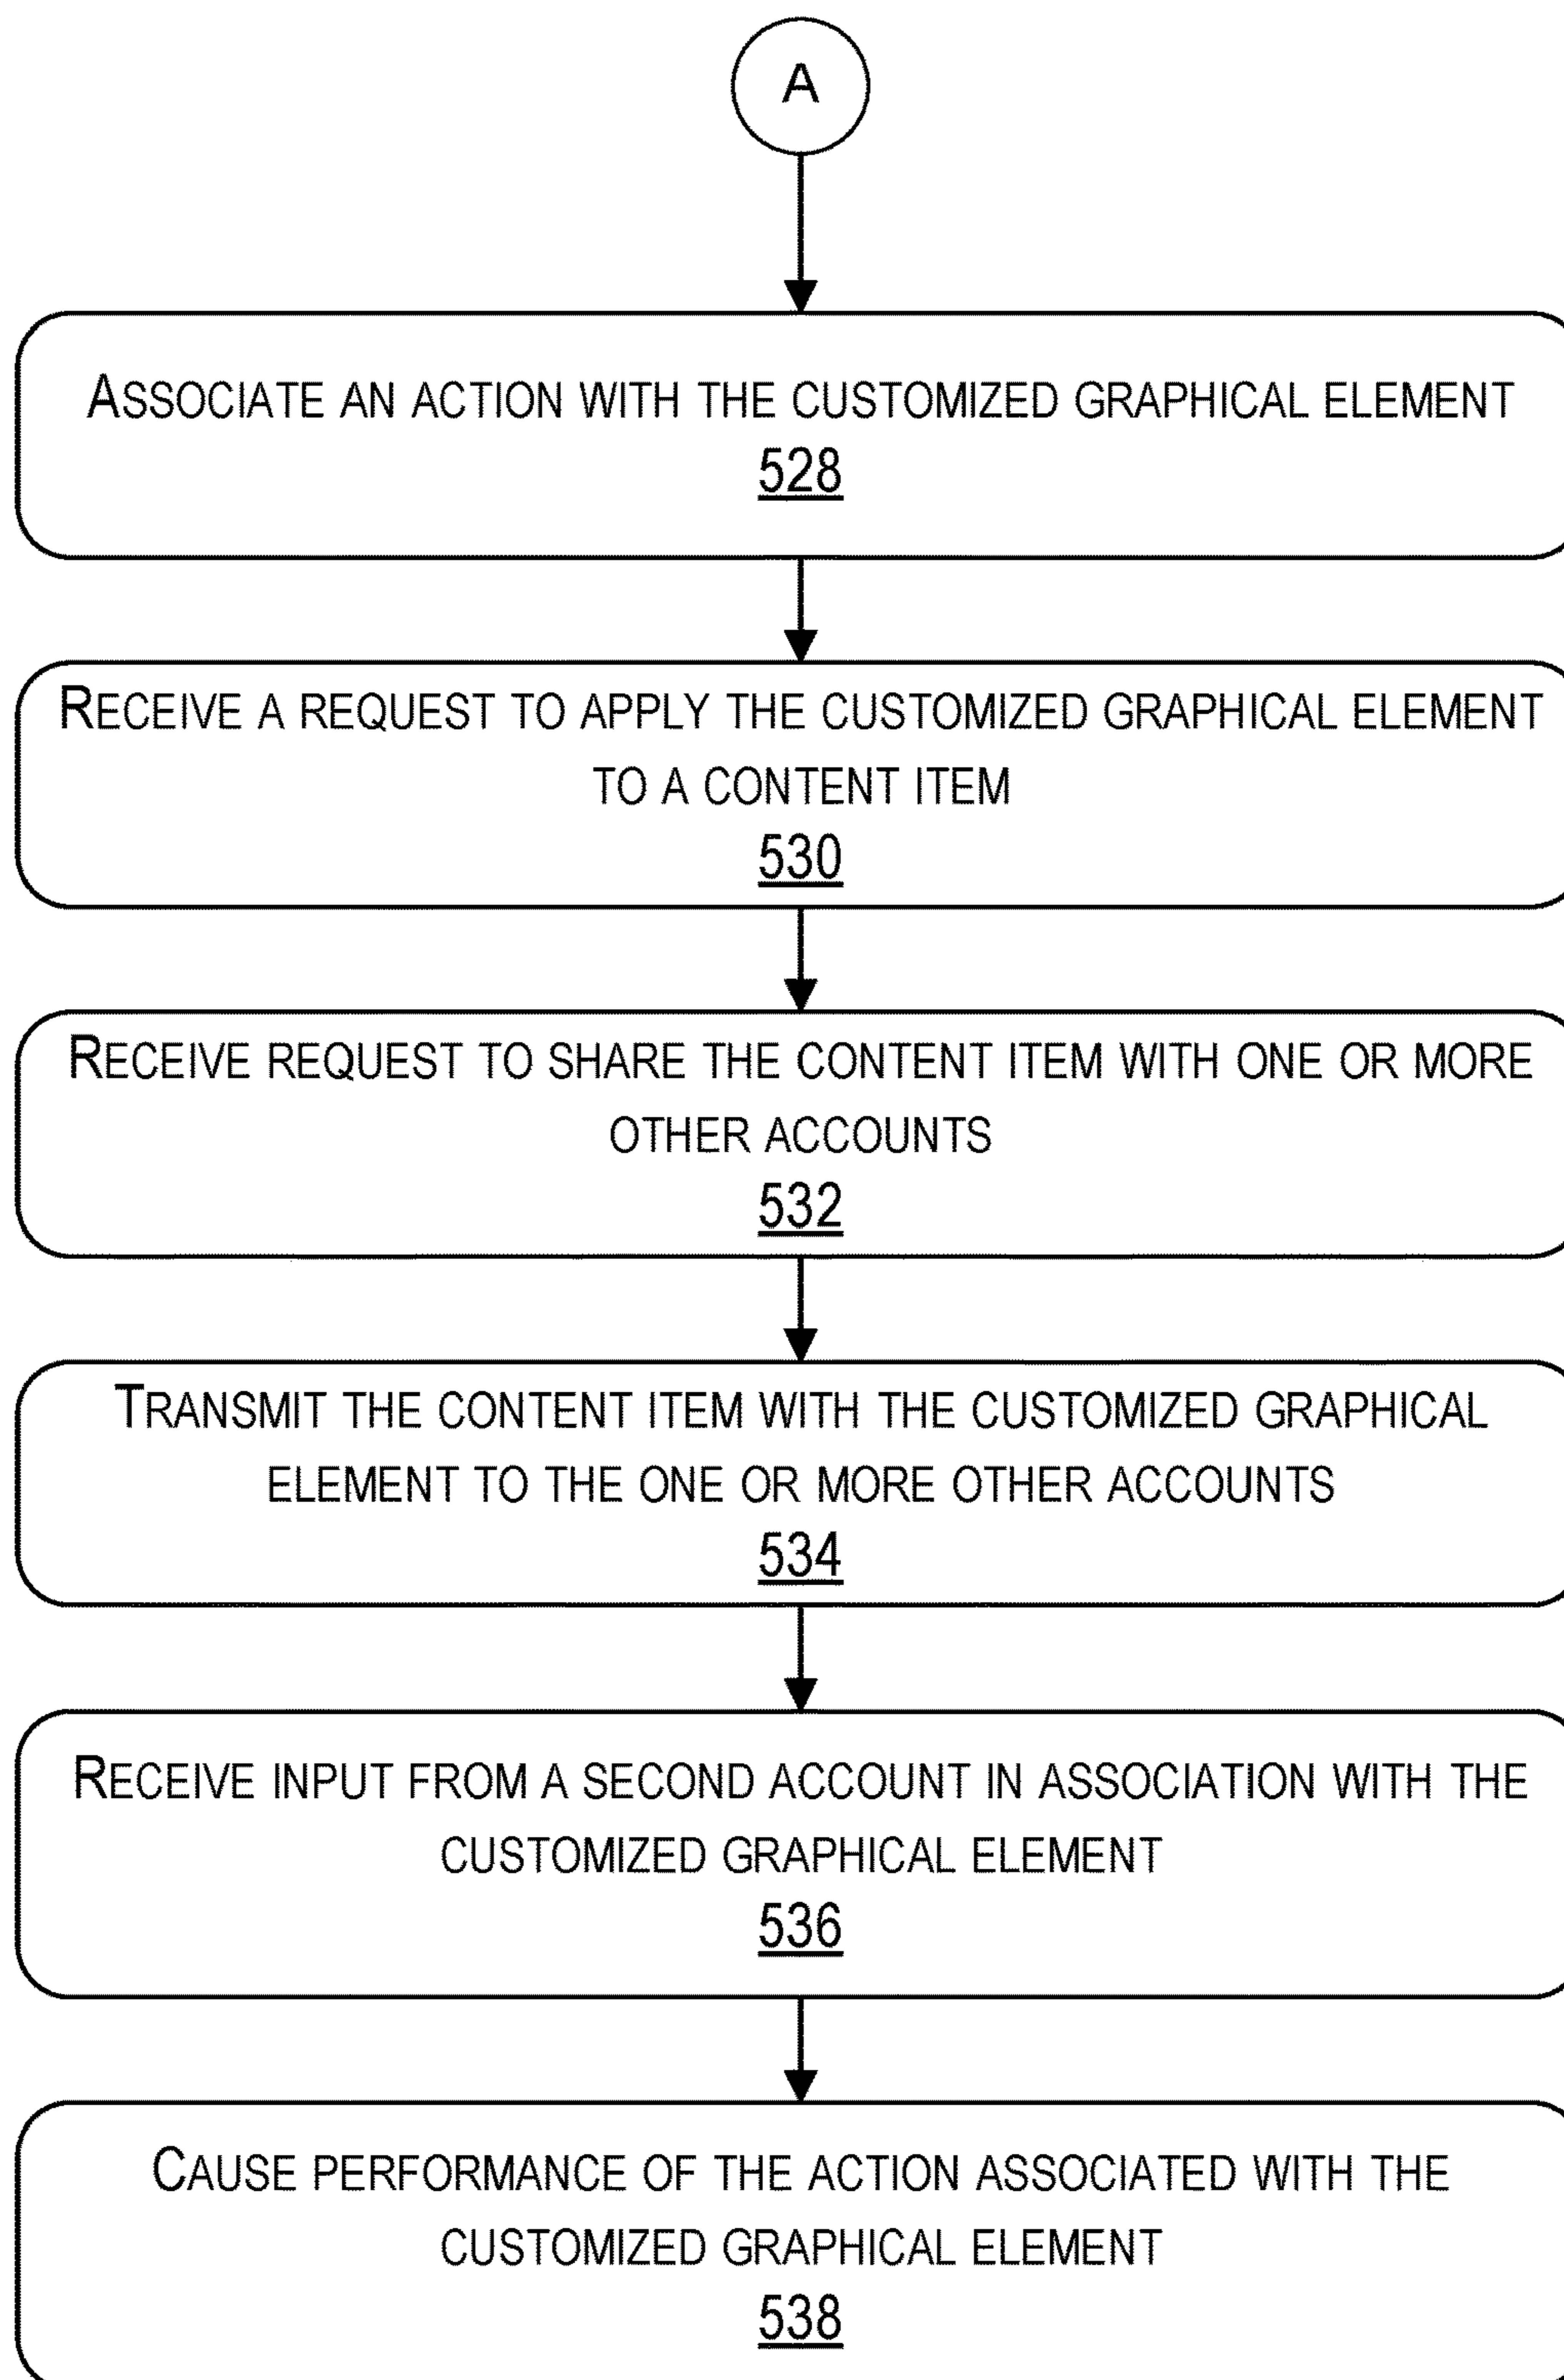 A
ASSOCIATE AN ACTION WITH THE CUSTOMIZED GRAPHICAL ELEMENT
528
RECEIVE A REQUEST TO APPLY THE CUSTOMIZED GRAPHICAL ELEMENT
TO A CONTENT ITEM
530
RECEIVE REQUEST TO SHARE THE CONTENT ITEM WITH ONE OR MORE
OTHER ACCOUNTS
532
TRANSMIT THE CONTENT ITEM WITH THE CUSTOMIZED GRAPHICAL
ELEMENT TO THE ONE OR MORE OTHER ACCOUNTS
534
RECEIVE INPUT FROM A SECOND ACCOUNT IN ASSOCIATION WITH THE
CUSTOMIZED GRAPHICAL ELEMENT
536
CAUSE PERFORMANCE OF THE ACTION ASSOCIATED WITH THE
CUSTOMIZED GRAPHICAL ELEMENT
538